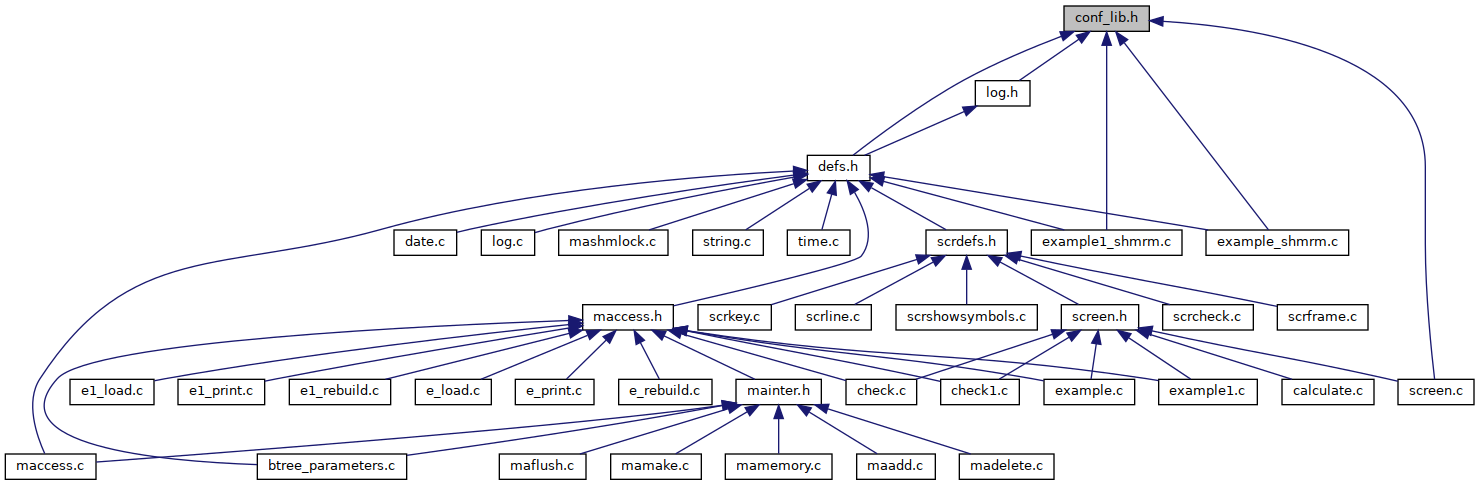 conf_lib.h
log.h
defs.h
date.c
log.c
mashmlock.c
string.c
time.c
scrdefs.h
example1_shmrm.c
example_shmrm.c
maccess.h
scrkey.c
scrline.c
scrshowsymbols.c
screen.h
scrcheck.c
scrframe.c
e1_load.c
e1_print.c
e1_rebuild.c
e_load.c
e_print.c
e_rebuild.c
mainter.h
check.c
check1.c
example.c
example1.c
calculate.c
screen.c
maccess.c
btree_parameters.c
maflush.c
mamake.c
mamemory.c
maadd.c
madelete.c